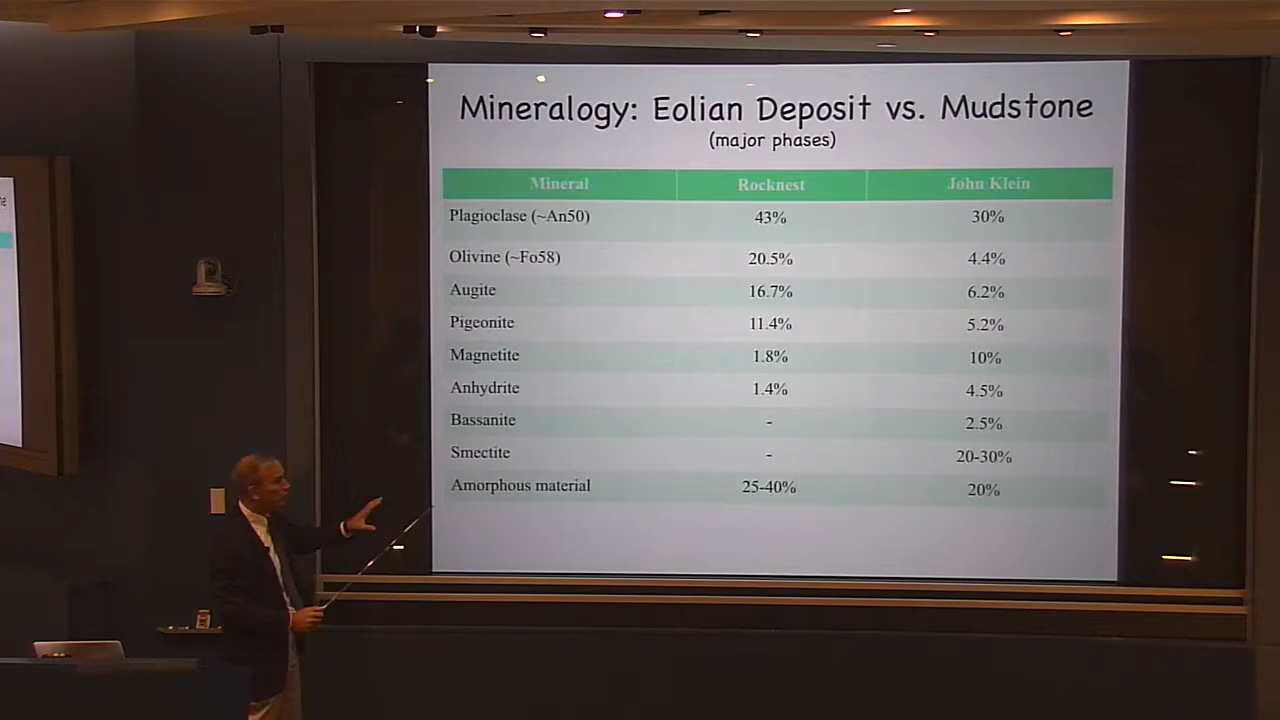 Mineralogy: Eolian Deposit vs. Mudstone
(major phases)
Mineral Rocknest John Klein
Plagioclase (~An50) 43% 30%
Olivine (~Fo58) 20.5% 4.4%
Augite 16.7% 6.2%
Pigeonite 11.4% 5.2%
Magnetite 1.8% 10%
Anhydrite 1.4% 4.5%
Bassanite - 2.5%
Smectite - 20-30%
Amorphous material 25-40% 20%